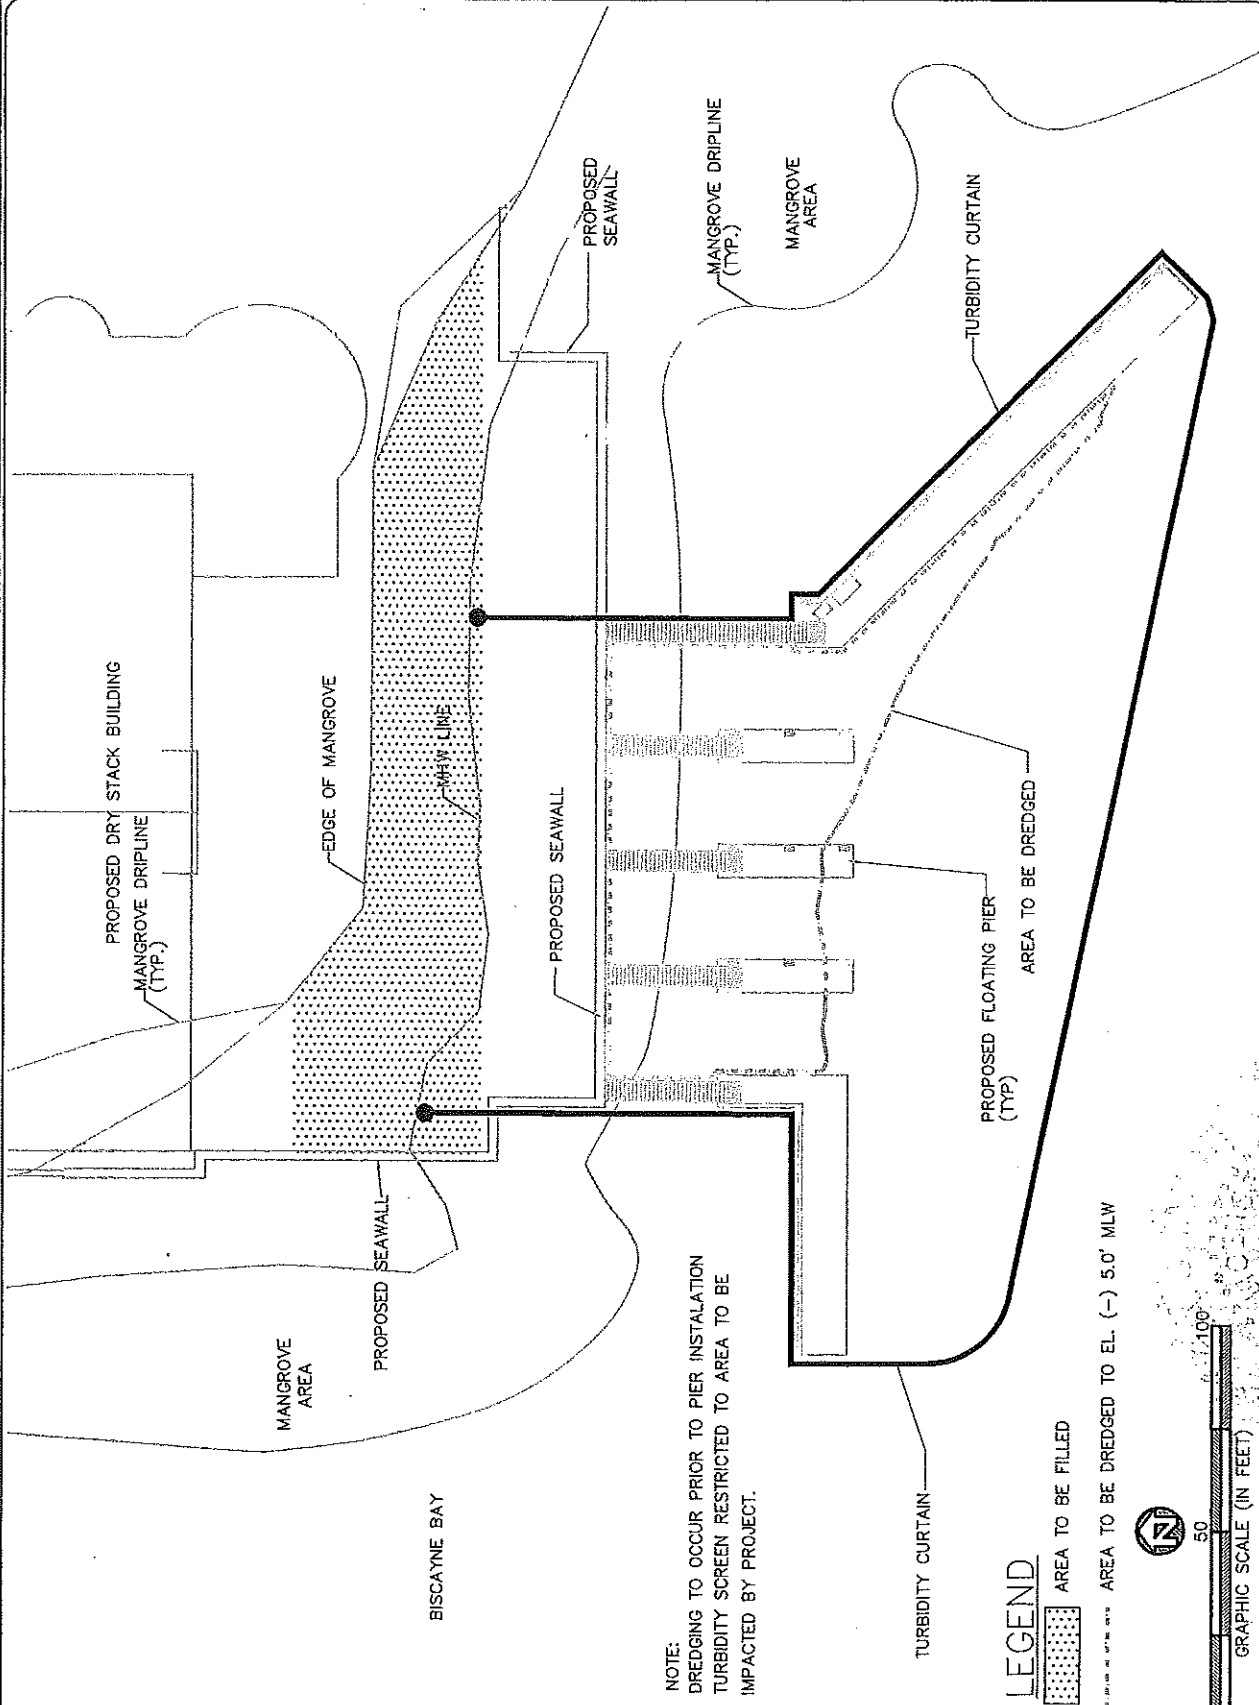 PROPOSED DRY STACK BUILDING
MANGROVE DRIPLINE
(TYP.)
EDGE OF MANGROVE
MHW LINE
PROPOSED SEAWALL
PROPOSED
SEAWALL
MANGROVE DRIPLINE
(TYP.)
MANGROVE
AREA
TURBIDITY CURTAIN
MANGROVE
AREA
PROPOSED SEAWALL
BISCAYNE BAY
PROPOSED FLOATING PIER
(TYP)
AREA TO BE DREDGED
NOTE:
DREDGING TO OCCUR PRIOR TO PIER INSTALATION
TURBIDITY SCREEN RESTRICTED TO AREA TO BE
IMPACTED BY PROJECT.
TURBIDITY CURTAIN
LEGEND
AREA TO BE FILLED
AREA TO BE DREDGED TO EL. (-) 5.0' MLW
N
50
100
GRAPHIC SCALE (IN FEET)